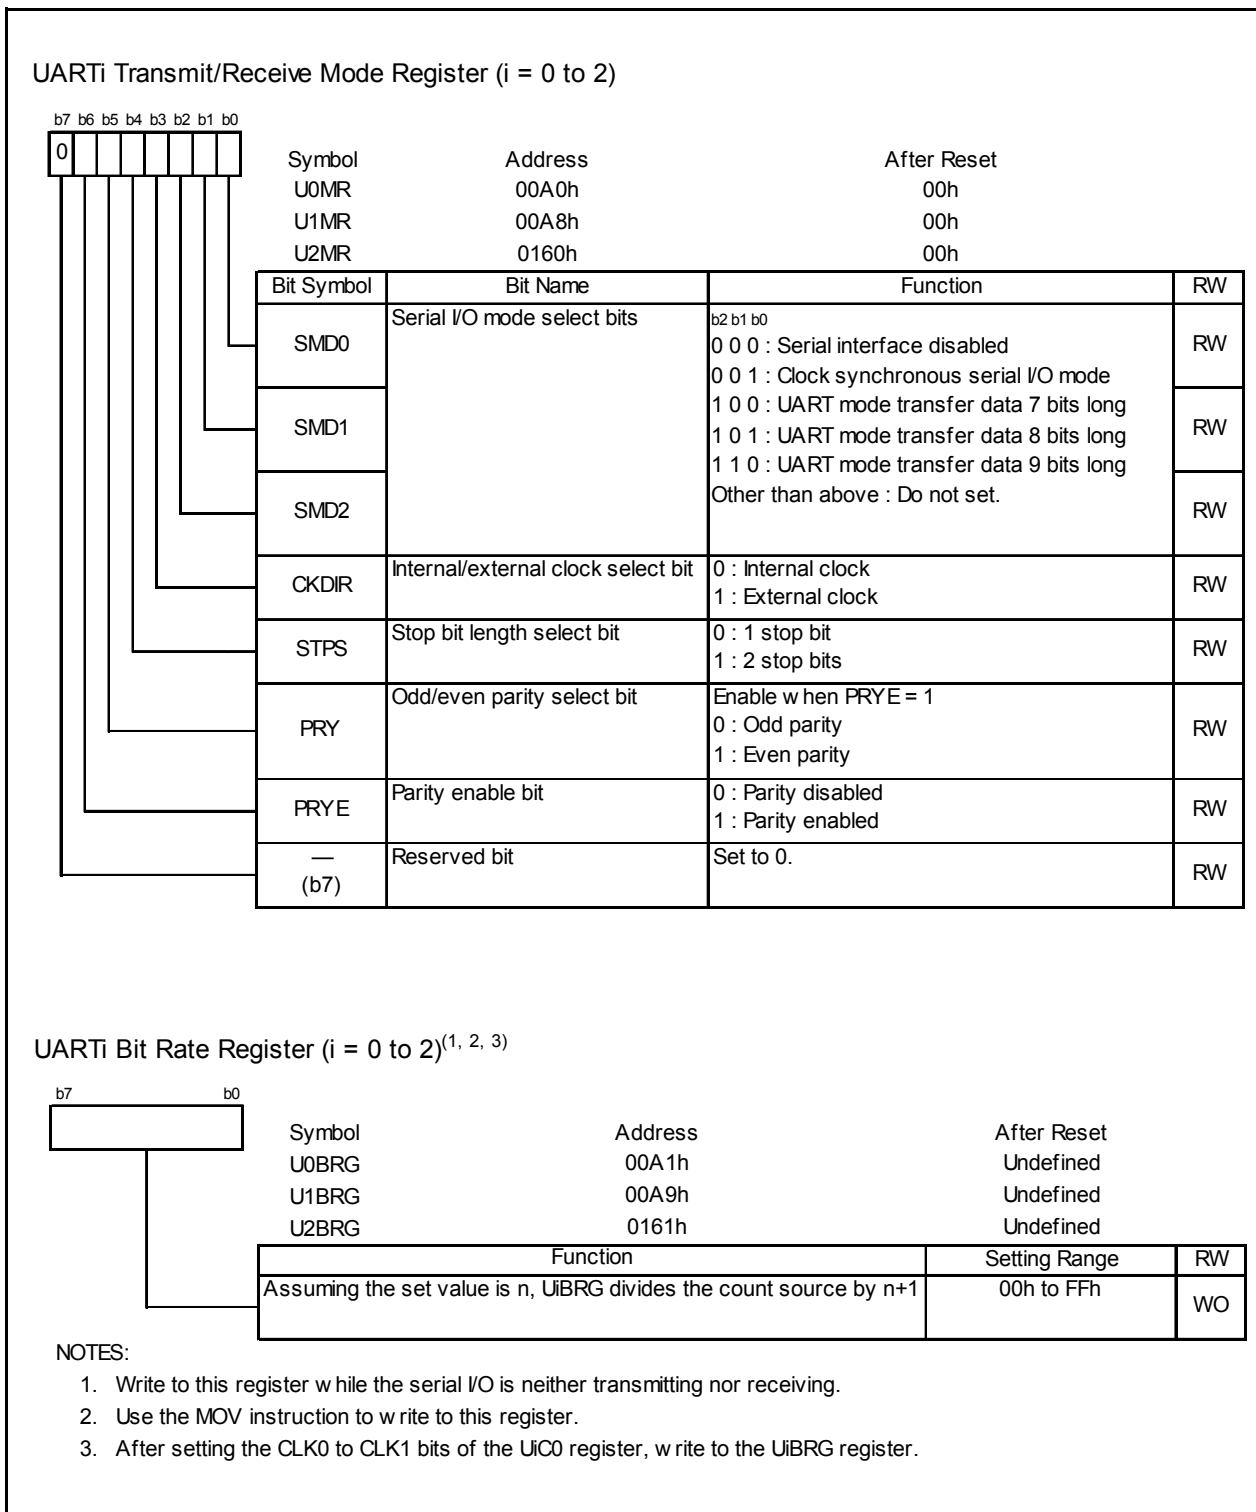 UARTi Transmit/Receive Mode Register (i = 0 to 2)
b7 b6 b5 b4 b3 b2 b1 b0
0
Symbol Address After Reset
U0MR 00A0h 00h
U1MR 00A8h 00h
U2MR 0160h 00h
Bit Symbol Bit Name Function RW
SMD0 Serial I/O mode select bits b2 b1 b0 RW
0 0 0 : Serial interface disabled
0 0 1 : Clock synchronous serial I/O mode
SMD1 1 0 0 : UART mode transfer data 7 bits long RW
1 0 1 : UART mode transfer data 8 bits long
1 1 0 : UART mode transfer data 9 bits long
SMD2 Other than above : Do not set. RW
CKDIR Internal/external clock select bit 0 : Internal clock RW
1 : External clock
STPS Stop bit length select bit 0 : 1 stop bit RW
1 : 2 stop bits
PRY Odd/even parity select bit Enable when PRYE = 1 RW
0 : Odd parity
1 : Even parity
PRYE Parity enable bit 0 : Parity disabled RW
1 : Parity enabled
— Reserved bit Set to 0. RW
(b7)
UARTi Bit Rate Register (i = 0 to 2)(1, 2, 3)
b7 b0
Symbol Address After Reset
U0BRG 00A1h Undefined
U1BRG 00A9h Undefined
U2BRG 0161h Undefined
Function Setting Range RW
Assuming the set value is n, UiBRG divides the count source by n+1 00h to FFh WO
NOTES:
1. Write to this register while the serial I/O is neither transmitting nor receiving.
2. Use the MOV instruction to write to this register.
3. After setting the CLK0 to CLK1 bits of the UiC0 register, write to the UiBRG register.